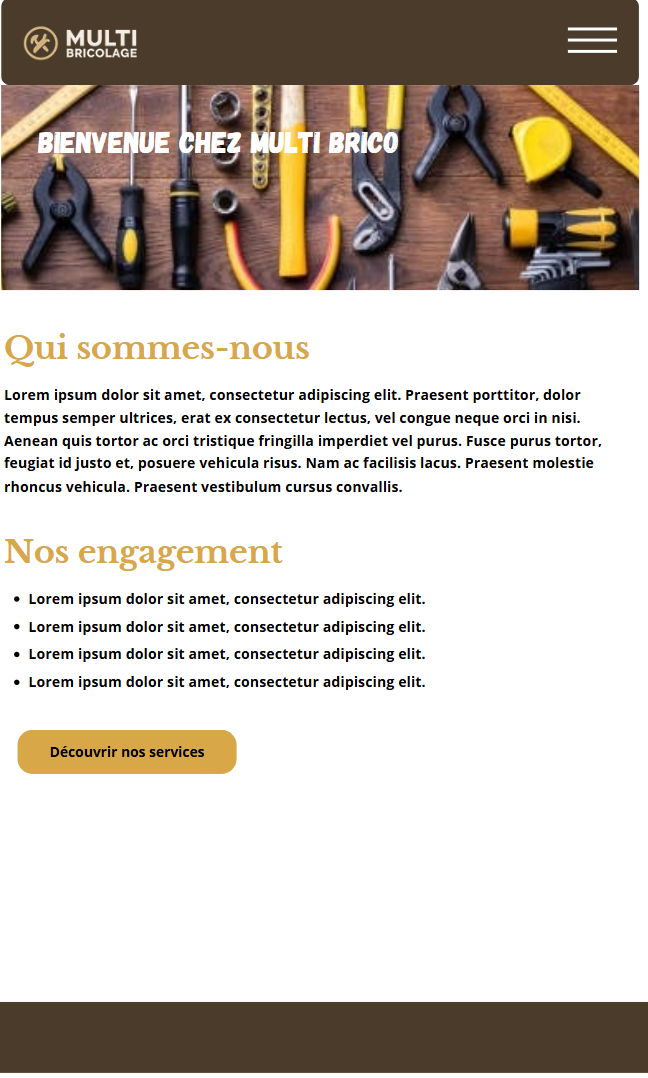 MULTI
BRICOLAGE
BIENVENUE CHEZ MULTI BRICO
Qui sommes-nous
Lorem ipsum dolor sit amet, consectetur adipiscing elit. Praesent porttitor, dolor
tempus semper ultrices, erat ex consectetur lectus, vel congue neque orci in nisi.
Aenean quis tortor ac orci tristique fringilla imperdiet vel purus. Fusce purus tortor,
feugiat id justo et, posuere vehicula risus. Nam ac facilisis lacus. Praesent molestie
rhoncus vehicula. Praesent vestibulum cursus convallis.
Nos engagement
• Lorem ipsum dolor sit amet, consectetur adipiscing elit.
• Lorem ipsum dolor sit amet, consectetur adipiscing elit.
• Lorem ipsum dolor sit amet, consectetur adipiscing elit.
• Lorem ipsum dolor sit amet, consectetur adipiscing elit.
Découvrir nos services